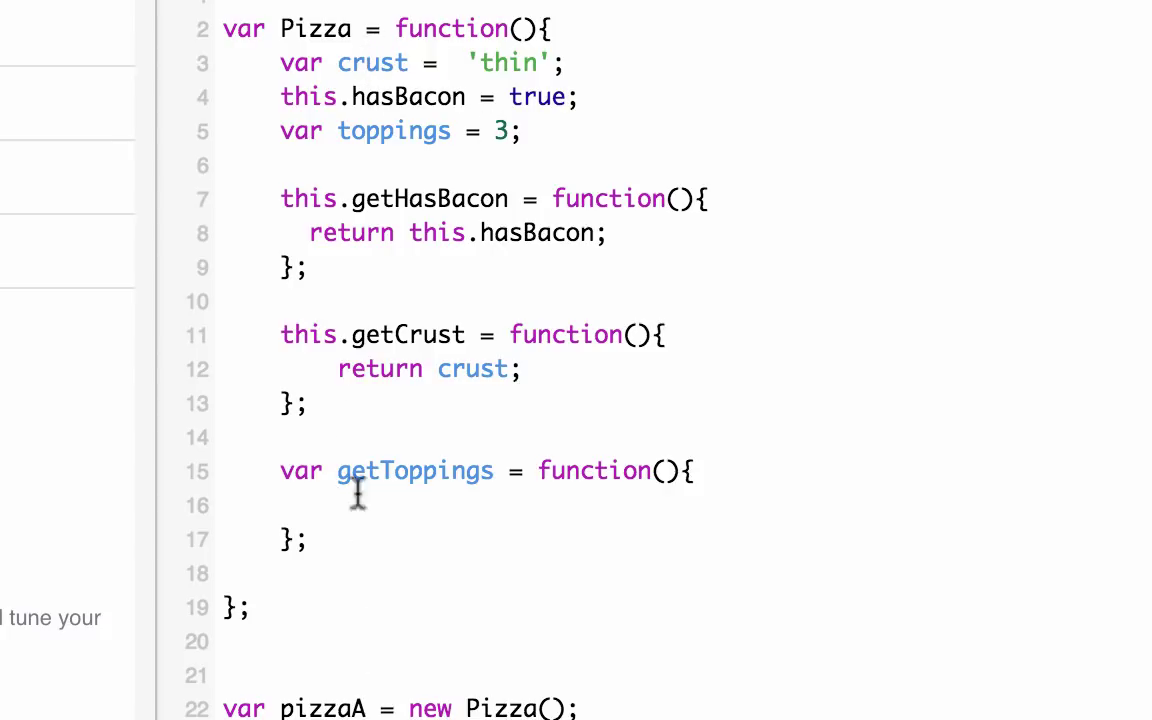 2 var Pizza = function(){
3 var crust =  'thin';
4 this.hasBacon = true;
5 var toppings = 3;
6
7 this.getHasBacon = function(){
8 return this.hasBacon;
9 };
10
11 this.getCrust = function(){
12 return crust;
13 };
14
15 var getToppings = function(){
16
17 };
18
19 };
tune your
20
21
22 var pizzaA = new Pizza();